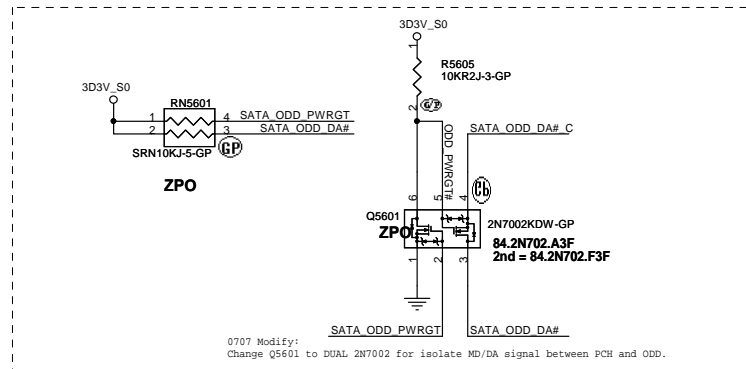 3D3V_S0
1
R5605
10KR2J-3-GP
2
3D3V_S0
RN5601
1 4 SATA_ODD_PWRGT
2 3 SATA_ODD_DA#
SRN10KJ-5-GP
GP
ZPO
ODD_PWRGT#
SATA_ODD_DA#_C
6 5 4
Q5601
ZPO
2N7002KDW-GP
84.2N702.A3F
2nd = 84.2N702.F3F
1 2 3
SATA_ODD_PWRGT
SATA_ODD_DA#
0707 Modify:
Change Q5601 to DUAL 2N7002 for isolate MD/DA signal between PCH and ODD.